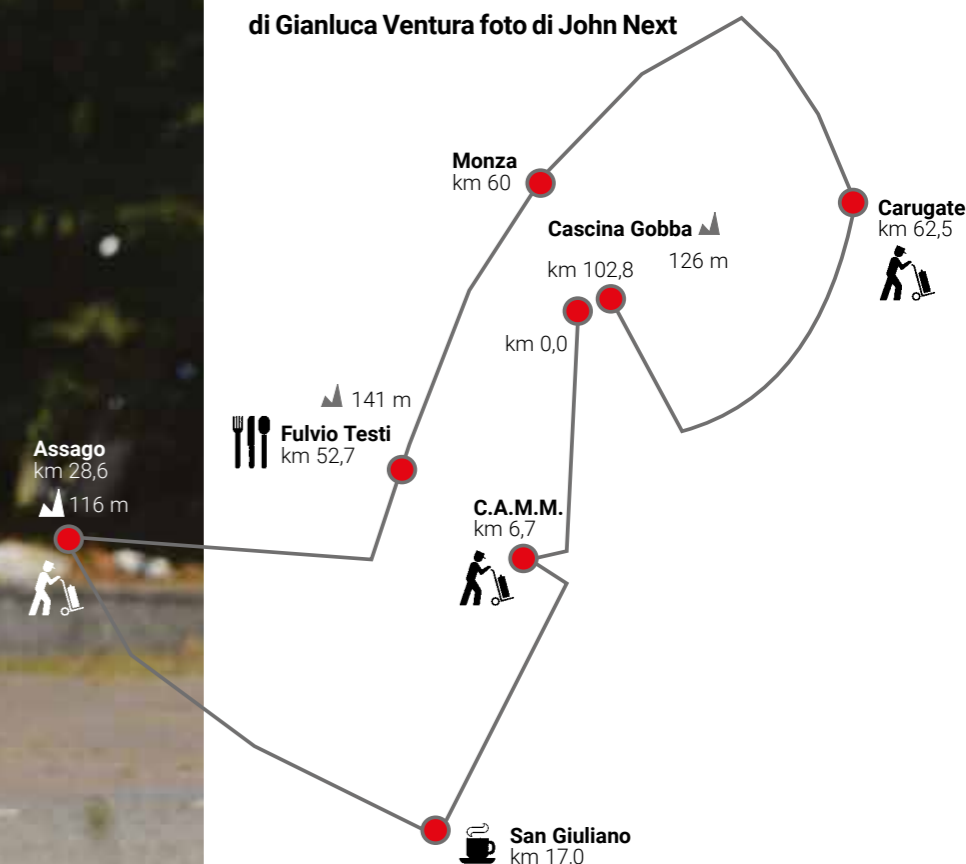 di Gianluca Ventura foto di John Next
Monza
km 60
Carugate
km 62,5
Cascina Gobba
126 m
km 102,8
km 0,0
141 m
Fulvio Testi
km 52,7
Assago
km 28,6
116 m
C.A.M.M.
km 6,7
San Giuliano
km 17,0